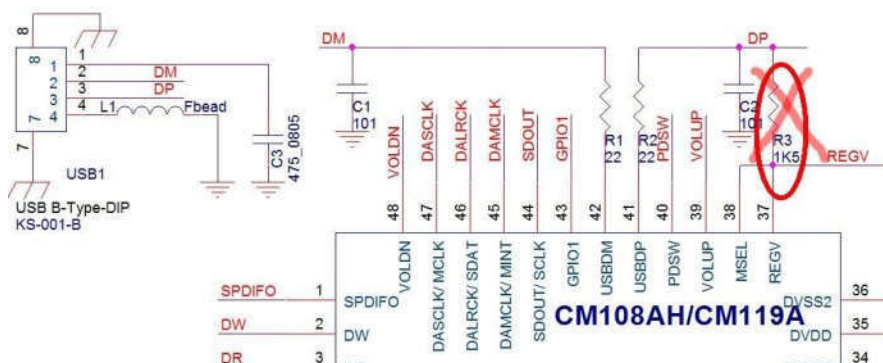 8
DM
DP
8
1
1
2
DM
2
3
DP
3
4
L1
Fbead
4
7
7
C3
475_0805
USB1
USB B-Type-DIP
KS-001-B
C1
101
C2
101
R1
22
R2
22
R3
1K5
REGV
VOLDN
DASCLK
DALRCK
DAMCLK
SDOUT
GPIO1
PDSW
VOLUP
48
47
46
45
44
43
42
41
40
39
38
37
VOLDN
DASCLK/ MCLK
DALRCK/ SDAT
DAMCLK/ MINT
SDOUT/ SCLK
GPIO1
USBDM
USBDP
PDSW
VOLUP
MSEL
REGV
CM108AH/CM119A
SPDIFO
1
SPDIFO
DW
2
DW
DR
3
DVSS2
36
DVDD
35
34